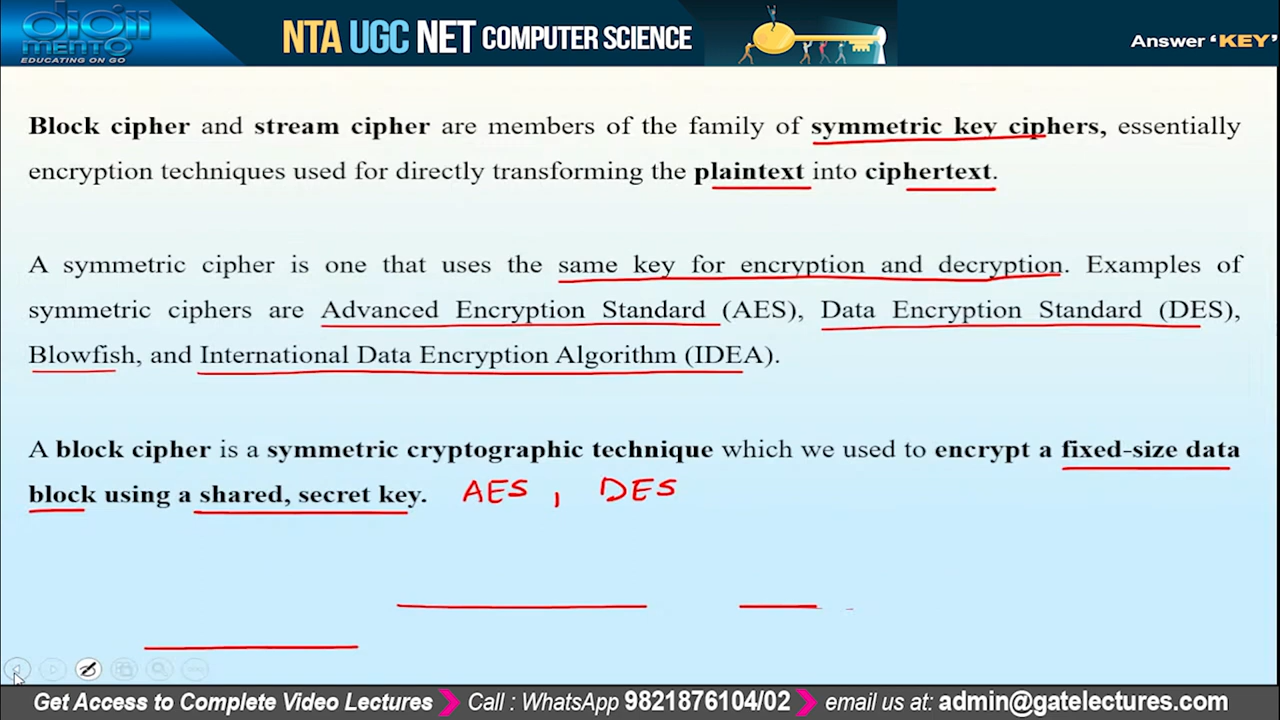 didii
MENTO
EDUCATING ON GO
NTA UGC NET COMPUTER SCIENCE
Answer ‘KEY’
Block cipher and stream cipher are members of the family of symmetric key ciphers, essentially
encryption techniques used for directly transforming the plaintext into ciphertext.
A symmetric cipher is one that uses the same key for encryption and decryption. Examples of
symmetric ciphers are Advanced Encryption Standard (AES), Data Encryption Standard (DES),
Blowfish, and International Data Encryption Algorithm (IDEA).
A block cipher is a symmetric cryptographic technique which we used to encrypt a fixed-size data
block using a shared, secret key. AES , DES
Get Access to Complete Video Lectures Call : WhatsApp 9821876104/02 email us at: admin@gatelectures.com